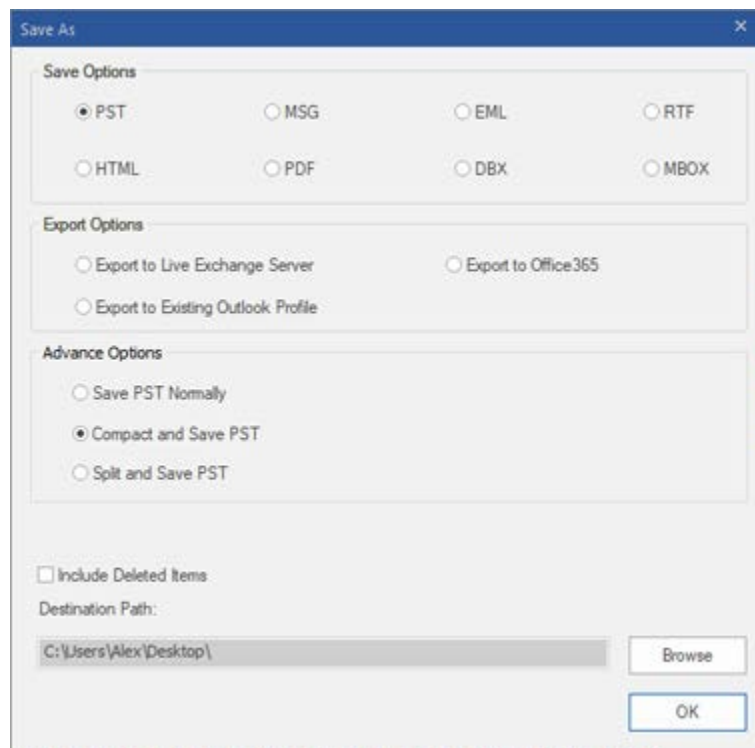 Save As
Save Options
PST MSG EML RTF
HTML PDF DBX MBOX
Export Options
Export to Live Exchange Server Export to Office365
Export to Existing Outlook Profile
Advance Options
Save PST Normally
Compact and Save PST
Split and Save PST
Include Deleted Items
Destination Path:
C:\Users\Alex\Desktop\ Browse
OK